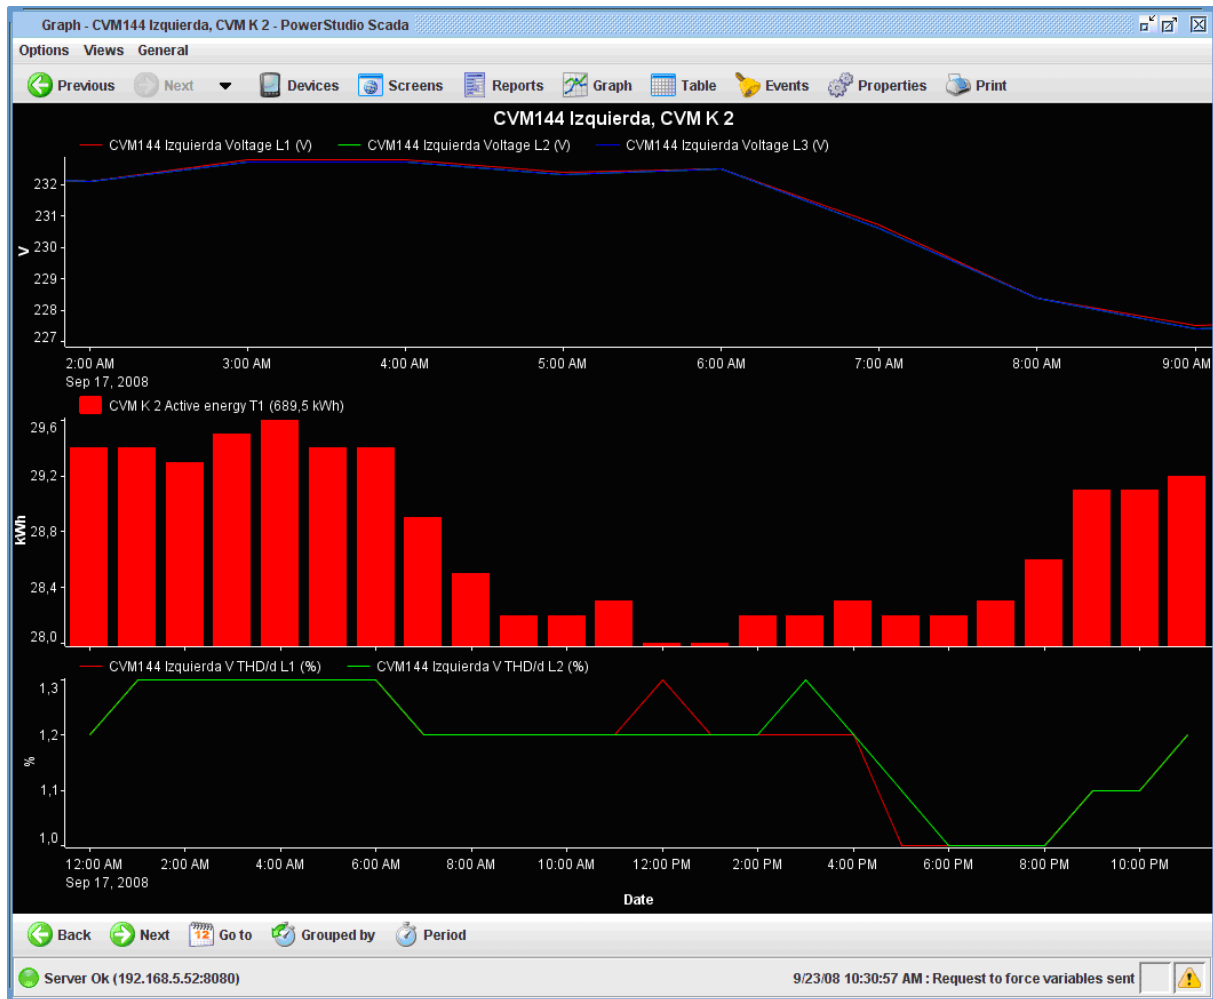 Graph - CVM144 Izquierda, CVM K 2 - PowerStudio Scada
Options Views General
Previous Next Devices Screens Reports Graph Table Events Properties Print
CVM144 Izquierda, CVM K 2
CVM144 Izquierda Voltage L1 (V) CVM144 Izquierda Voltage L2 (V) CVM144 Izquierda Voltage L3 (V)
232
231
V
230
229
228
227
2:00 AM 3:00 AM 4:00 AM 5:00 AM 6:00 AM 7:00 AM 8:00 AM 9:00 AM
Sep 17, 2008
CVM K 2 Active energy T1 (689,5 kWh)
29,6
29,2
kWh
28,8
28,4
28,0
CVM144 Izquierda V THD/d L1 (%) CVM144 Izquierda V THD/d L2 (%)
1,3
1,2
%
1,1
1,0
12:00 AM 2:00 AM 4:00 AM 6:00 AM 8:00 AM 10:00 AM 12:00 PM 2:00 PM 4:00 PM 6:00 PM 8:00 PM 10:00 PM
Sep 17, 2008
Date
Back Next 12 Go to Grouped by Period
Server Ok (192.168.5.52:8080) 9/23/08 10:30:57 AM : Request to force variables sent